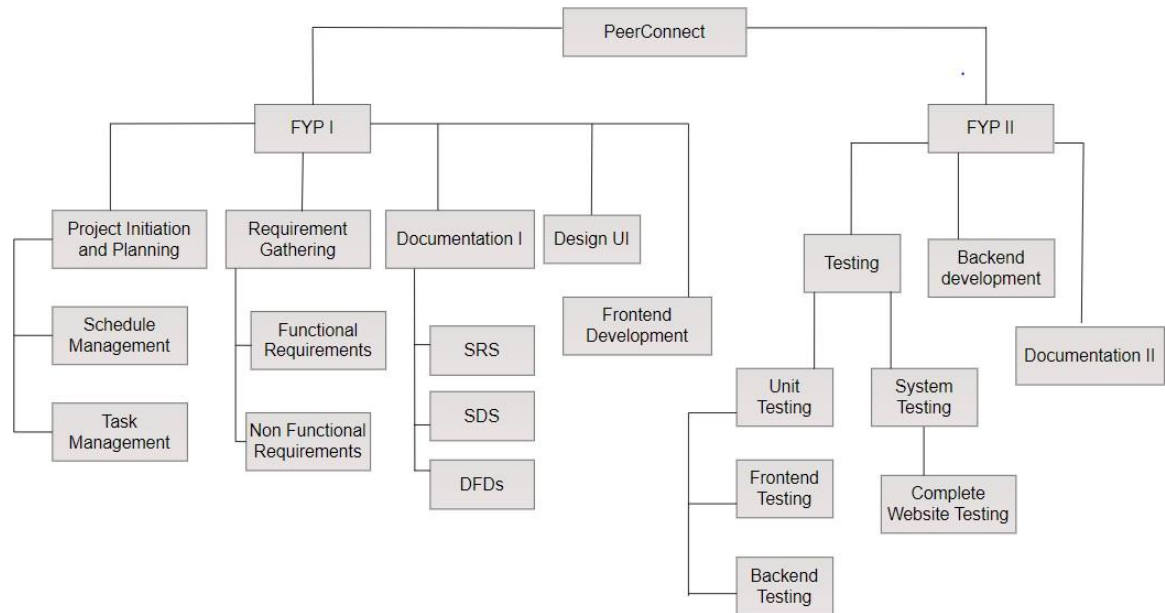 PeerConnect
FYP I
FYP II
Project Initiation
and Planning
Requirement
Gathering
Documentation I
Design UI
Testing
Backend
development
Schedule
Management
Functional
Requirements
Frontend
Development
SRS
Documentation II
Unit
Testing
System
Testing
Task
Management
Non Functional
Requirements
SDS
DFDs
Frontend
Testing
Complete
Website Testing
Backend
Testing